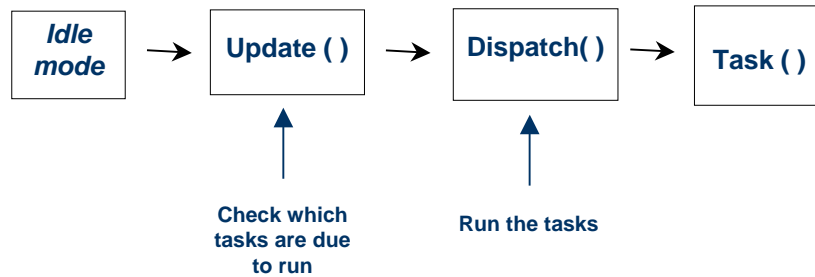 Idle
mode
Update ( )
Dispatch( )
Task ( )
Check which
tasks are due
to run
Run the tasks